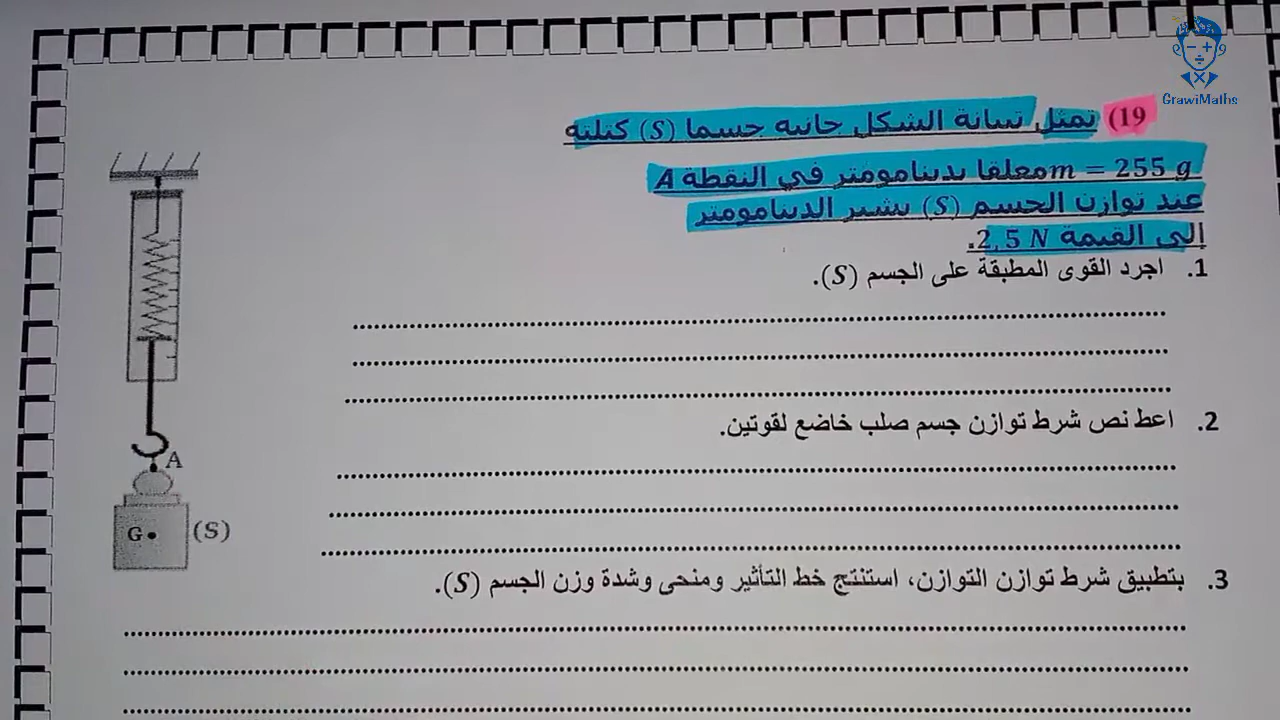 GrawiMaths
19) تمثل تبيانة الشكل جانبه جسما (S) كتلته
m = 255 g معلقا بدينامومتر في النقطة A
عند توازن الجسم (S) يشير الدينامومتر
إلى القيمة 2,5 N.
1. اجرد القوى المطبقة على الجسم (S).
2. اعط نص شرط توازن جسم صلب خاضع لقوتين.
A
G
(S)
3. بتطبيق شرط توازن التوازن، استنتج خط التأثير ومنحى وشدة وزن الجسم (S).